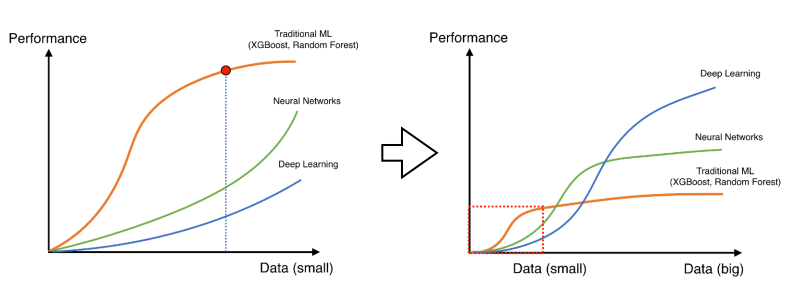 Performance
Traditional ML
(XGBoost, Random Forest)
Neural Networks
Deep Learning
Data (small)
Performance
Deep Learning
Neural Networks
Traditional ML
(XGBoost, Random Forest)
Data (small)
Data (big)